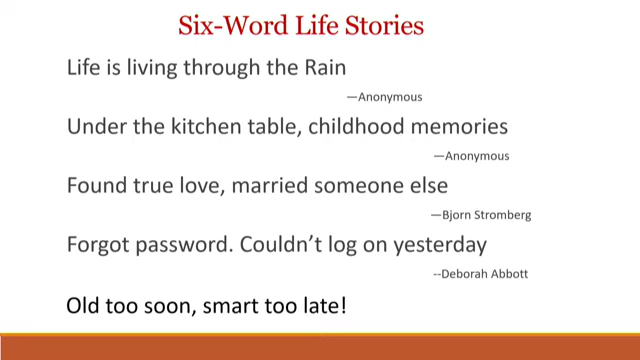 Six-Word Life Stories
Life is living through the Rain
—Anonymous
Under the kitchen table, childhood memories
—Anonymous
Found true love, married someone else
—Bjorn Stromberg
Forgot password. Couldn’t log on yesterday
--Deborah Abbott
Old too soon, smart too late!